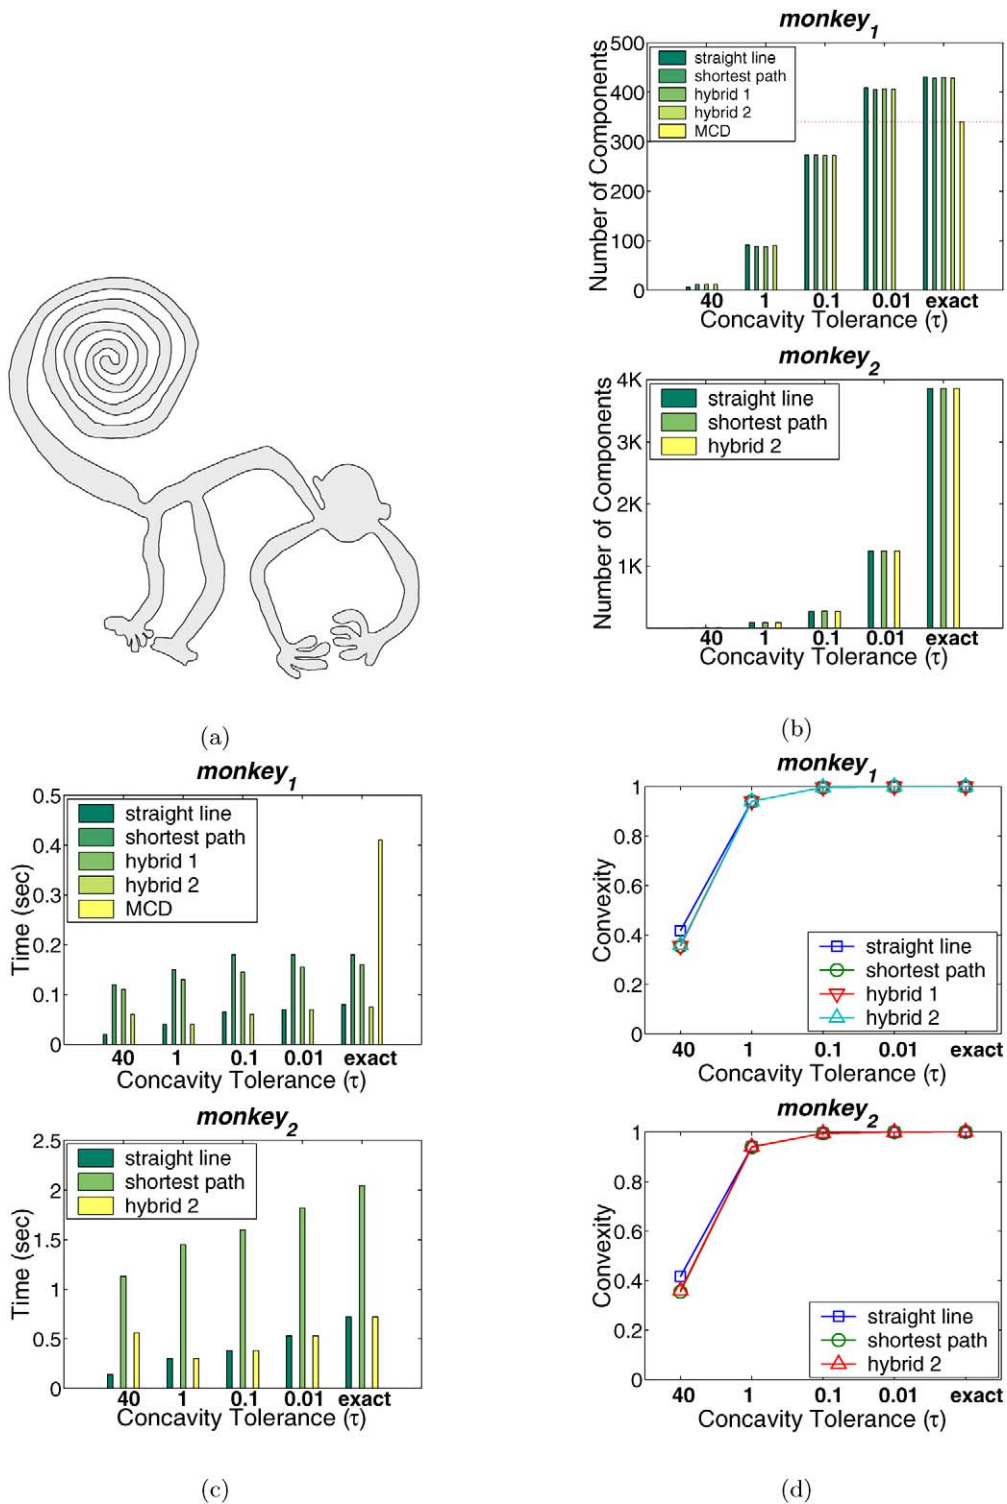 monkey1
500
400
300
200
100
0
Number of Components
straight line
shortest path
hybrid 1
hybrid 2
MCD
40 1 0.1 0.01 exact
Concavity Tolerance (τ)
monkey2
4K
3K
2K
1K
Number of Components
straight line
shortest path
hybrid 2
40 1 0.1 0.01 exact
Concavity Tolerance (τ)
(a)
(b)
monkey1
0.5
0.4
0.3
0.2
0.1
0
Time (sec)
straight line
shortest path
hybrid 1
hybrid 2
MCD
40 1 0.1 0.01 exact
Concavity Tolerance (τ)
monkey1
1
0.8
0.6
0.4
0.2
0
Convexity
straight line
shortest path
hybrid 1
hybrid 2
40 1 0.1 0.01 exact
Concavity Tolerance (τ)
monkey2
2.5
2
1.5
1
0.5
0
Time (sec)
straight line
shortest path
hybrid 2
40 1 0.1 0.01 exact
Concavity Tolerance (τ)
monkey2
1
0.8
0.6
0.4
0.2
0
Convexity
straight line
shortest path
hybrid 2
40 1 0.1 0.01 exact
Concavity Tolerance (τ)
(c)
(d)